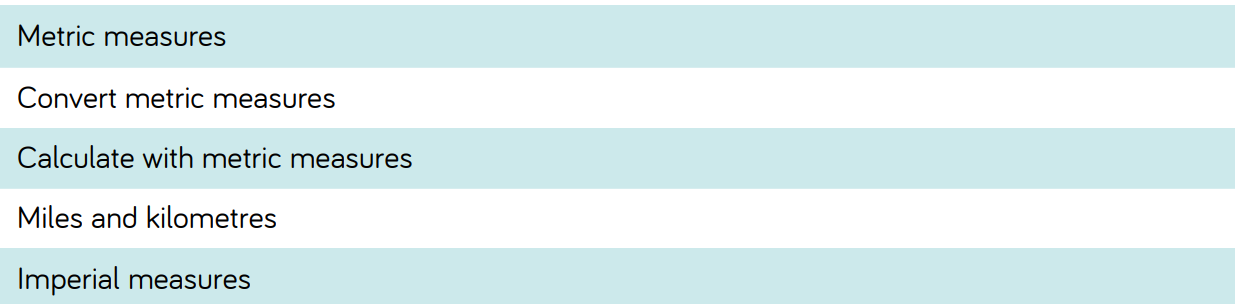 Metric measures
Convert metric measures
Calculate with metric measures
Miles and kilometres
Imperial measures